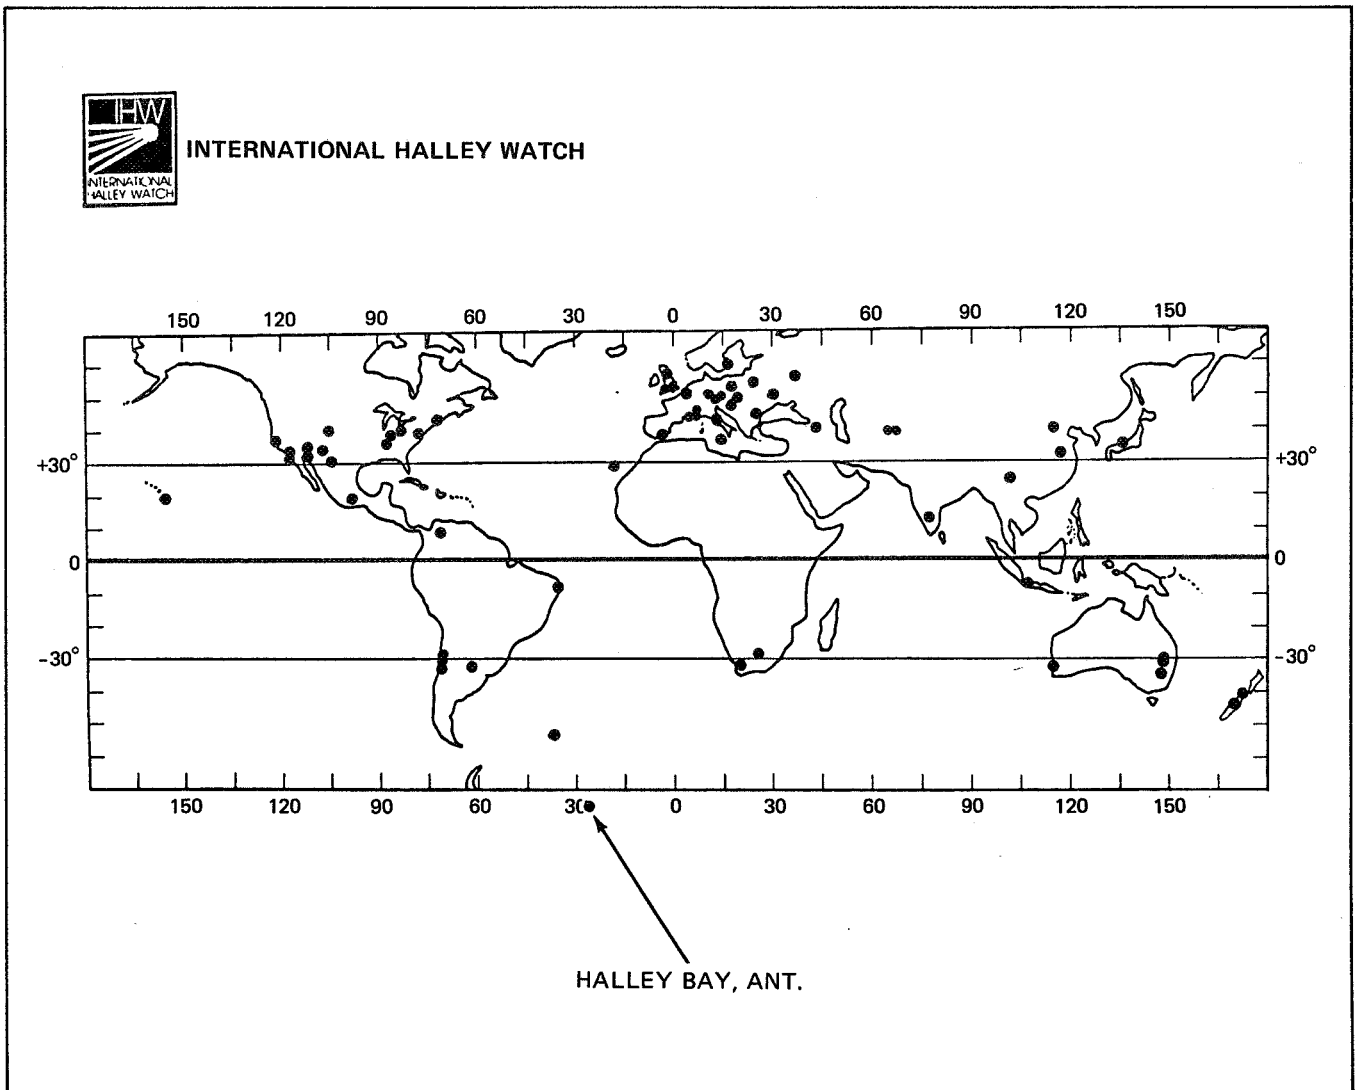 IHW
INTERNATIONAL
HALLEY WATCH
INTERNATIONAL HALLEY WATCH
150 120 90 60 30 0 30 60 90 120 150
+30° +30°
0 0
-30° -30°
150 120 90 60 30 0 30 60 90 120 150
HALLEY BAY, ANT.